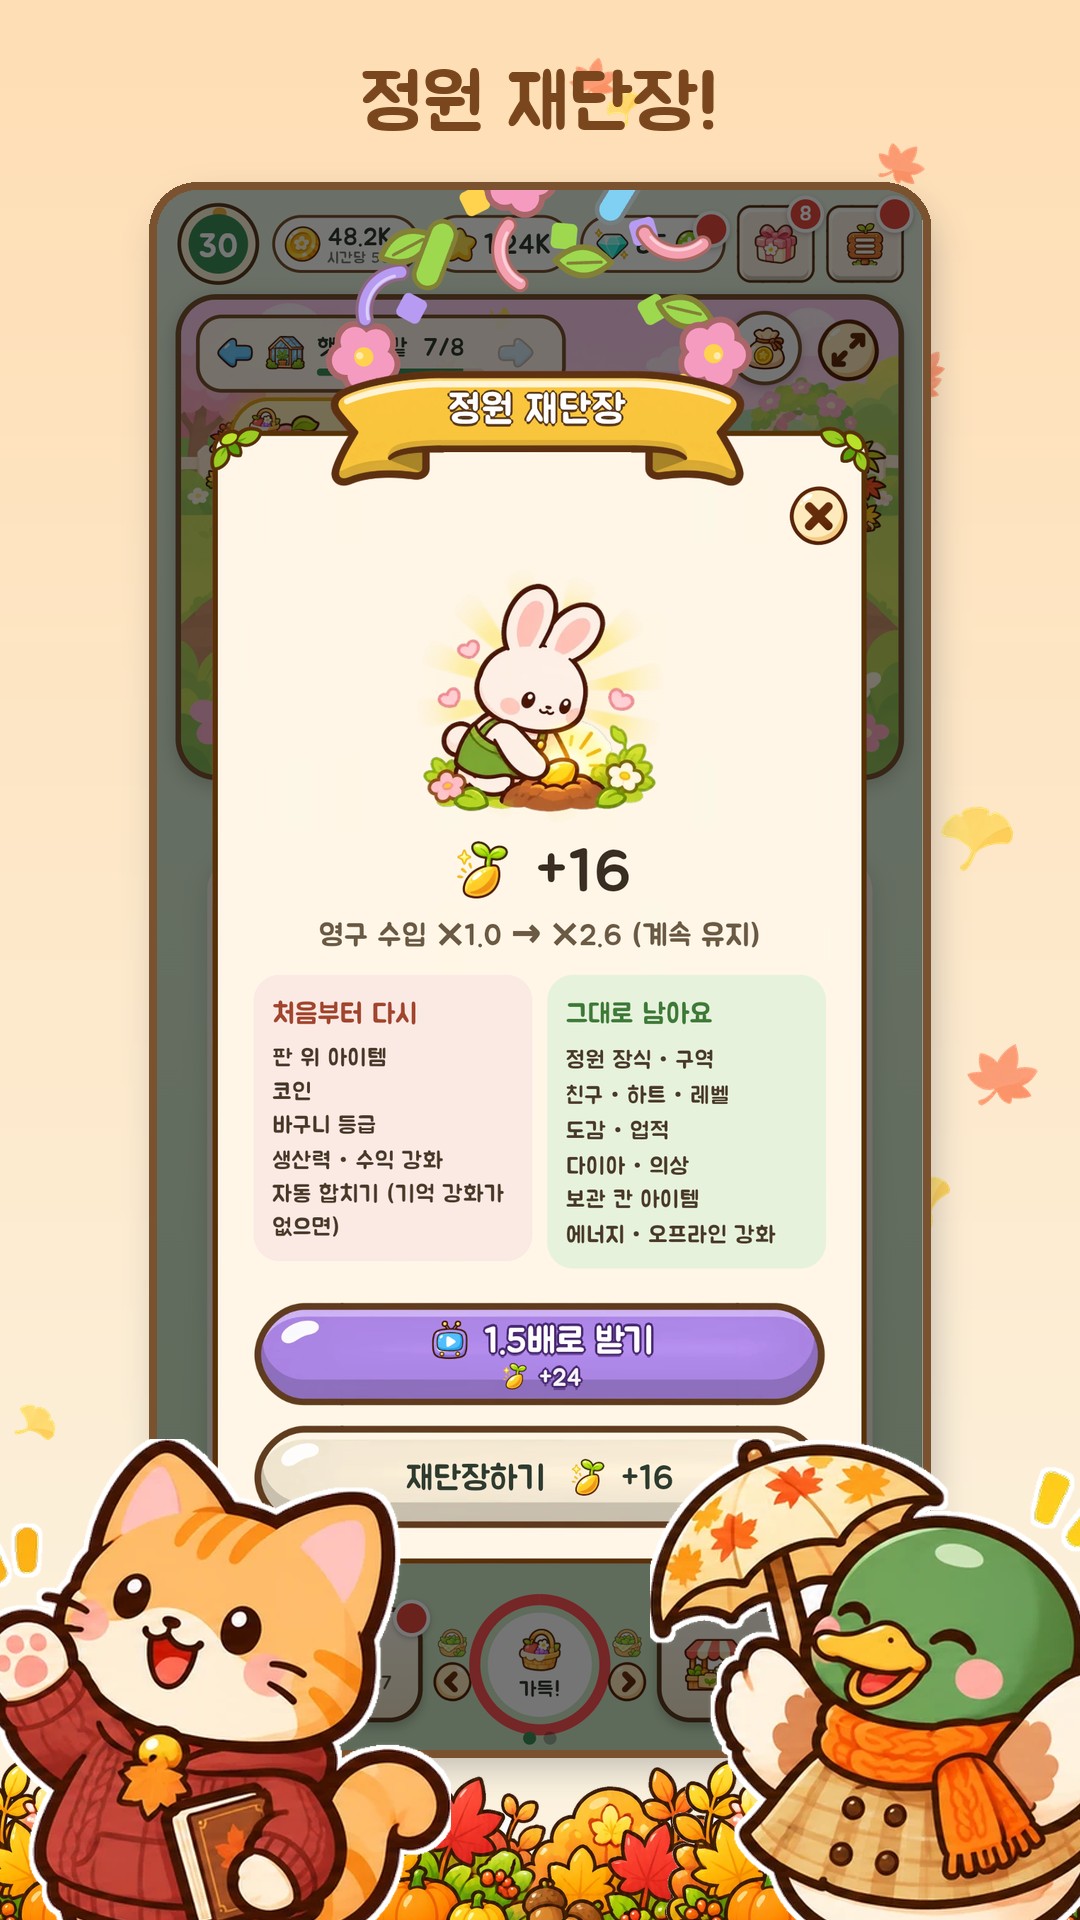 정원 재단장!
30
48.2K
시간당
8
7/8
정원 재단장
+16
영구 수입 ×1.0 → ×2.6 (계속 유지)
처음부터 다시
판 위 아이템
코인
바구니 등급
생산력 • 수익 강화
자동 합치기 (기억 강화가
없으면)
그대로 남아요
정원 장식 • 구역
친구 • 하트 • 레벨
도감 • 업적
다이아 • 의상
보관 칸 아이템
에너지 • 오프라인 강화
1.5배로 받기
+24
재단장하기 +16
가득!